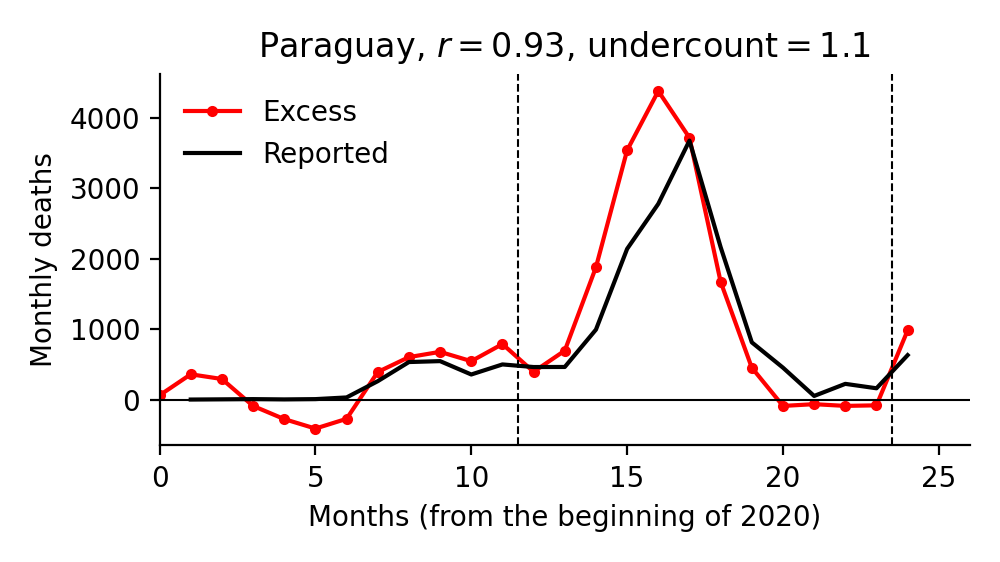 Paraguay, r = 0.93, undercount = 1.1
Excess
Reported
Monthly deaths
4000
3000
2000
1000
0
0 5 10 15 20 25
Months (from the beginning of 2020)